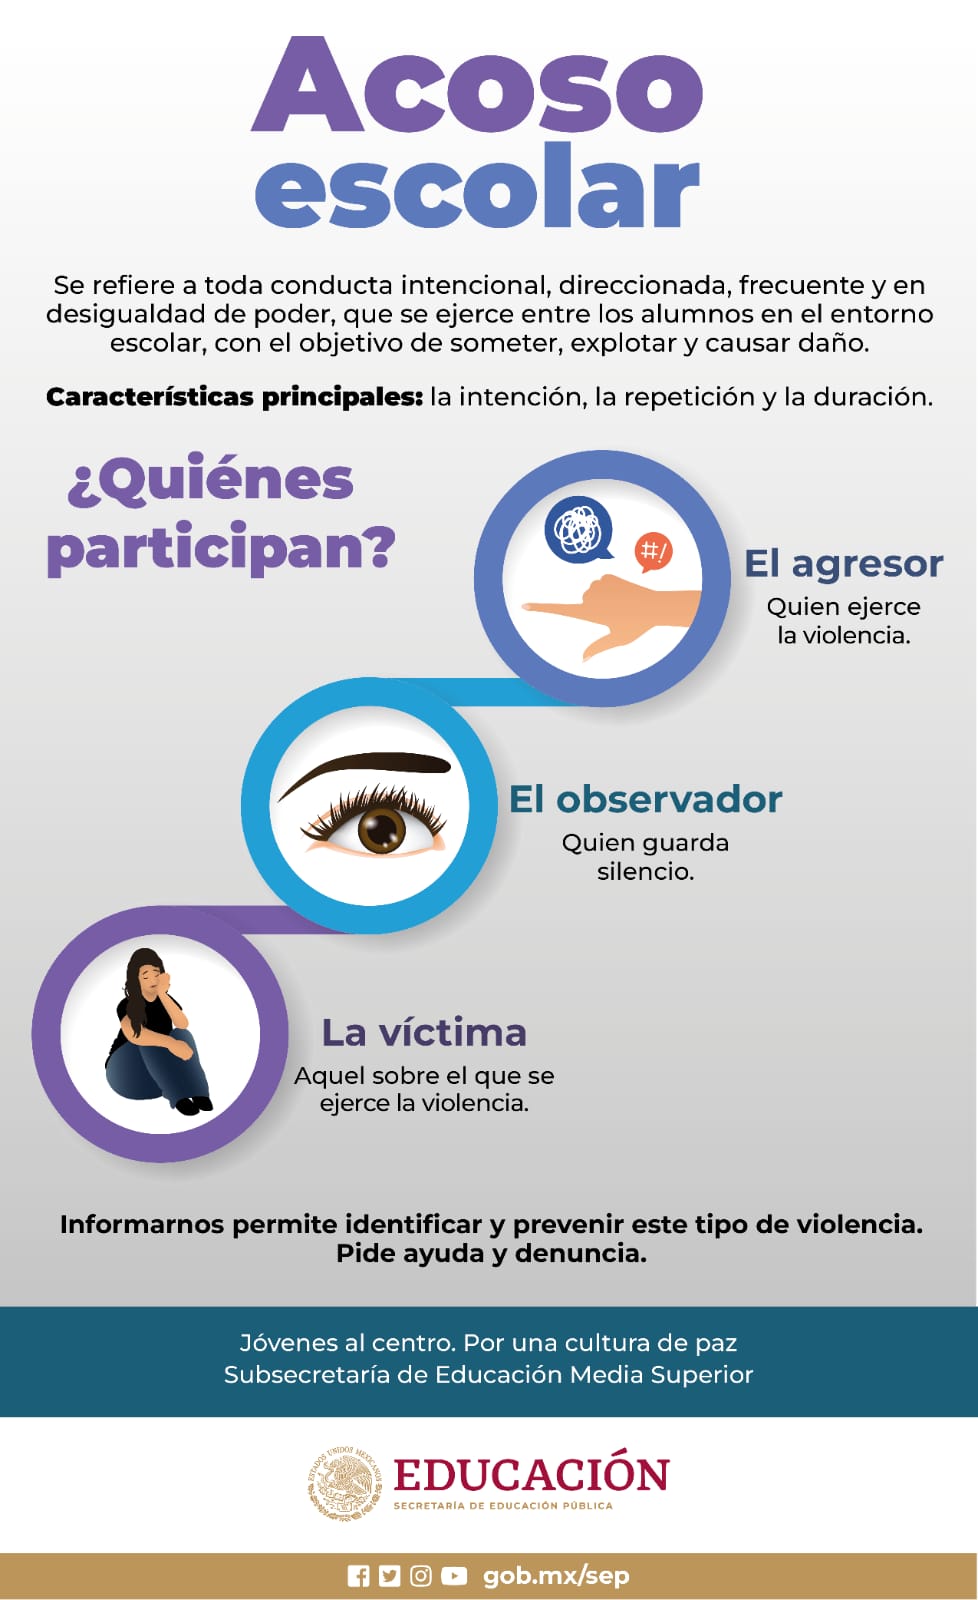 Acoso
escolar
Se refiere a toda conducta intencional, direccionada, frecuente y en
desigualdad de poder, que se ejerce entre los alumnos en el entorno
escolar, con el objetivo de someter, explotar y causar daño.
Características principales: la intención, la repetición y la duración.
¿Quiénes
participan?
#/
El agresor
Quien ejerce
la violencia.
El observador
Quien guarda
silencio.
La víctima
Aquel sobre el que se
ejerce la violencia.
Informarnos permite identificar y prevenir este tipo de violencia.
Pide ayuda y denuncia.
Jóvenes al centro. Por una cultura de paz
Subsecretaría de Educación Media Superior
ESTADOS UNIDOS MEXICANOS
EDUCACIÓN
SECRETARÍA DE EDUCACIÓN PÚBLICA
gob.mx/sep